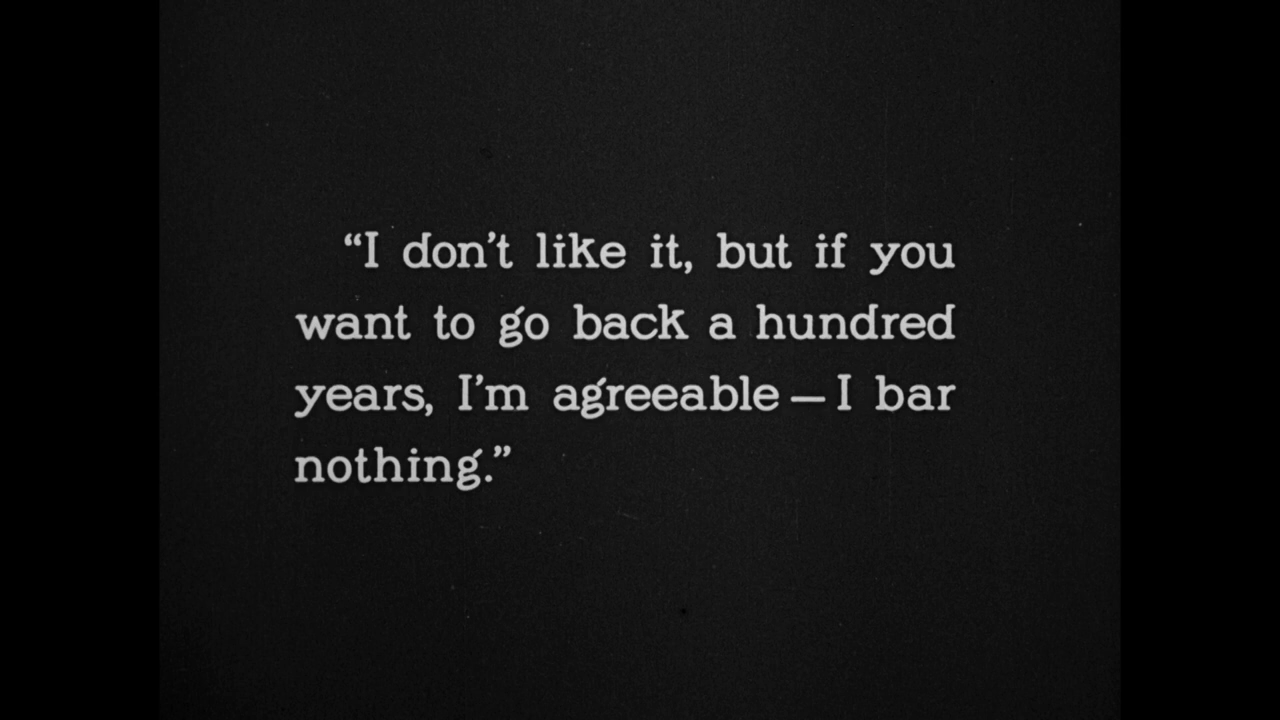 “I don’t like it, but if you
want to go back a hundred
years, I’m agreeable — I bar
nothing.”